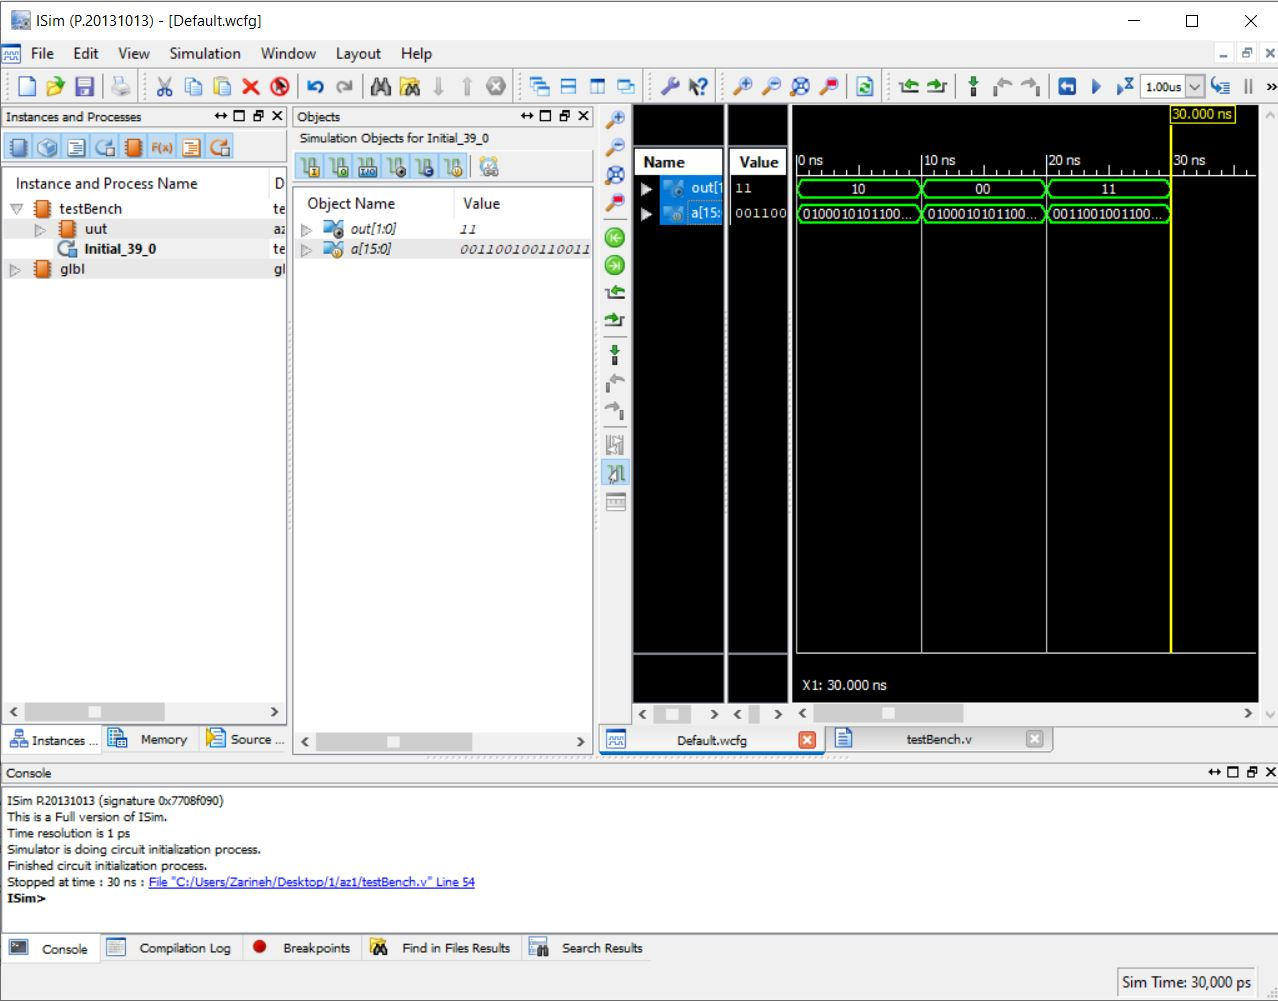 ISim (P.20131013) - [Default.wcfg]
File Edit View Simulation Window Layout Help
1.00us
Instances and Processes
Instance and Process Name D
testBench te
uut az
Initial_39_0 te
glbl gl
Instances ... Memory Source ...
Objects
Simulation Objects for Initial_39_0
Object Name Value
out[1:0] 11
a[15:0] 001100100110011
Name Value
out[1 11
a[15: 001100
30.000 ns
0 ns 10 ns 20 ns 30 ns
10 00 11
0100010101100... 0100010101100... 0011001001100...
X1: 30.000 ns
Default.wcfg testBench.v
Console
ISim P.20131013 (signature 0x7708f090)
This is a Full version of ISim.
Time resolution is 1 ps
Simulator is doing circuit initialization process.
Finished circuit initialization process.
Stopped at time : 30 ns : File "C:/Users/Zarineh/Desktop/1/az1/testBench.v" Line 54
ISim>
Console Compilation Log Breakpoints Find in Files Results Search Results
Sim Time: 30,000 ps